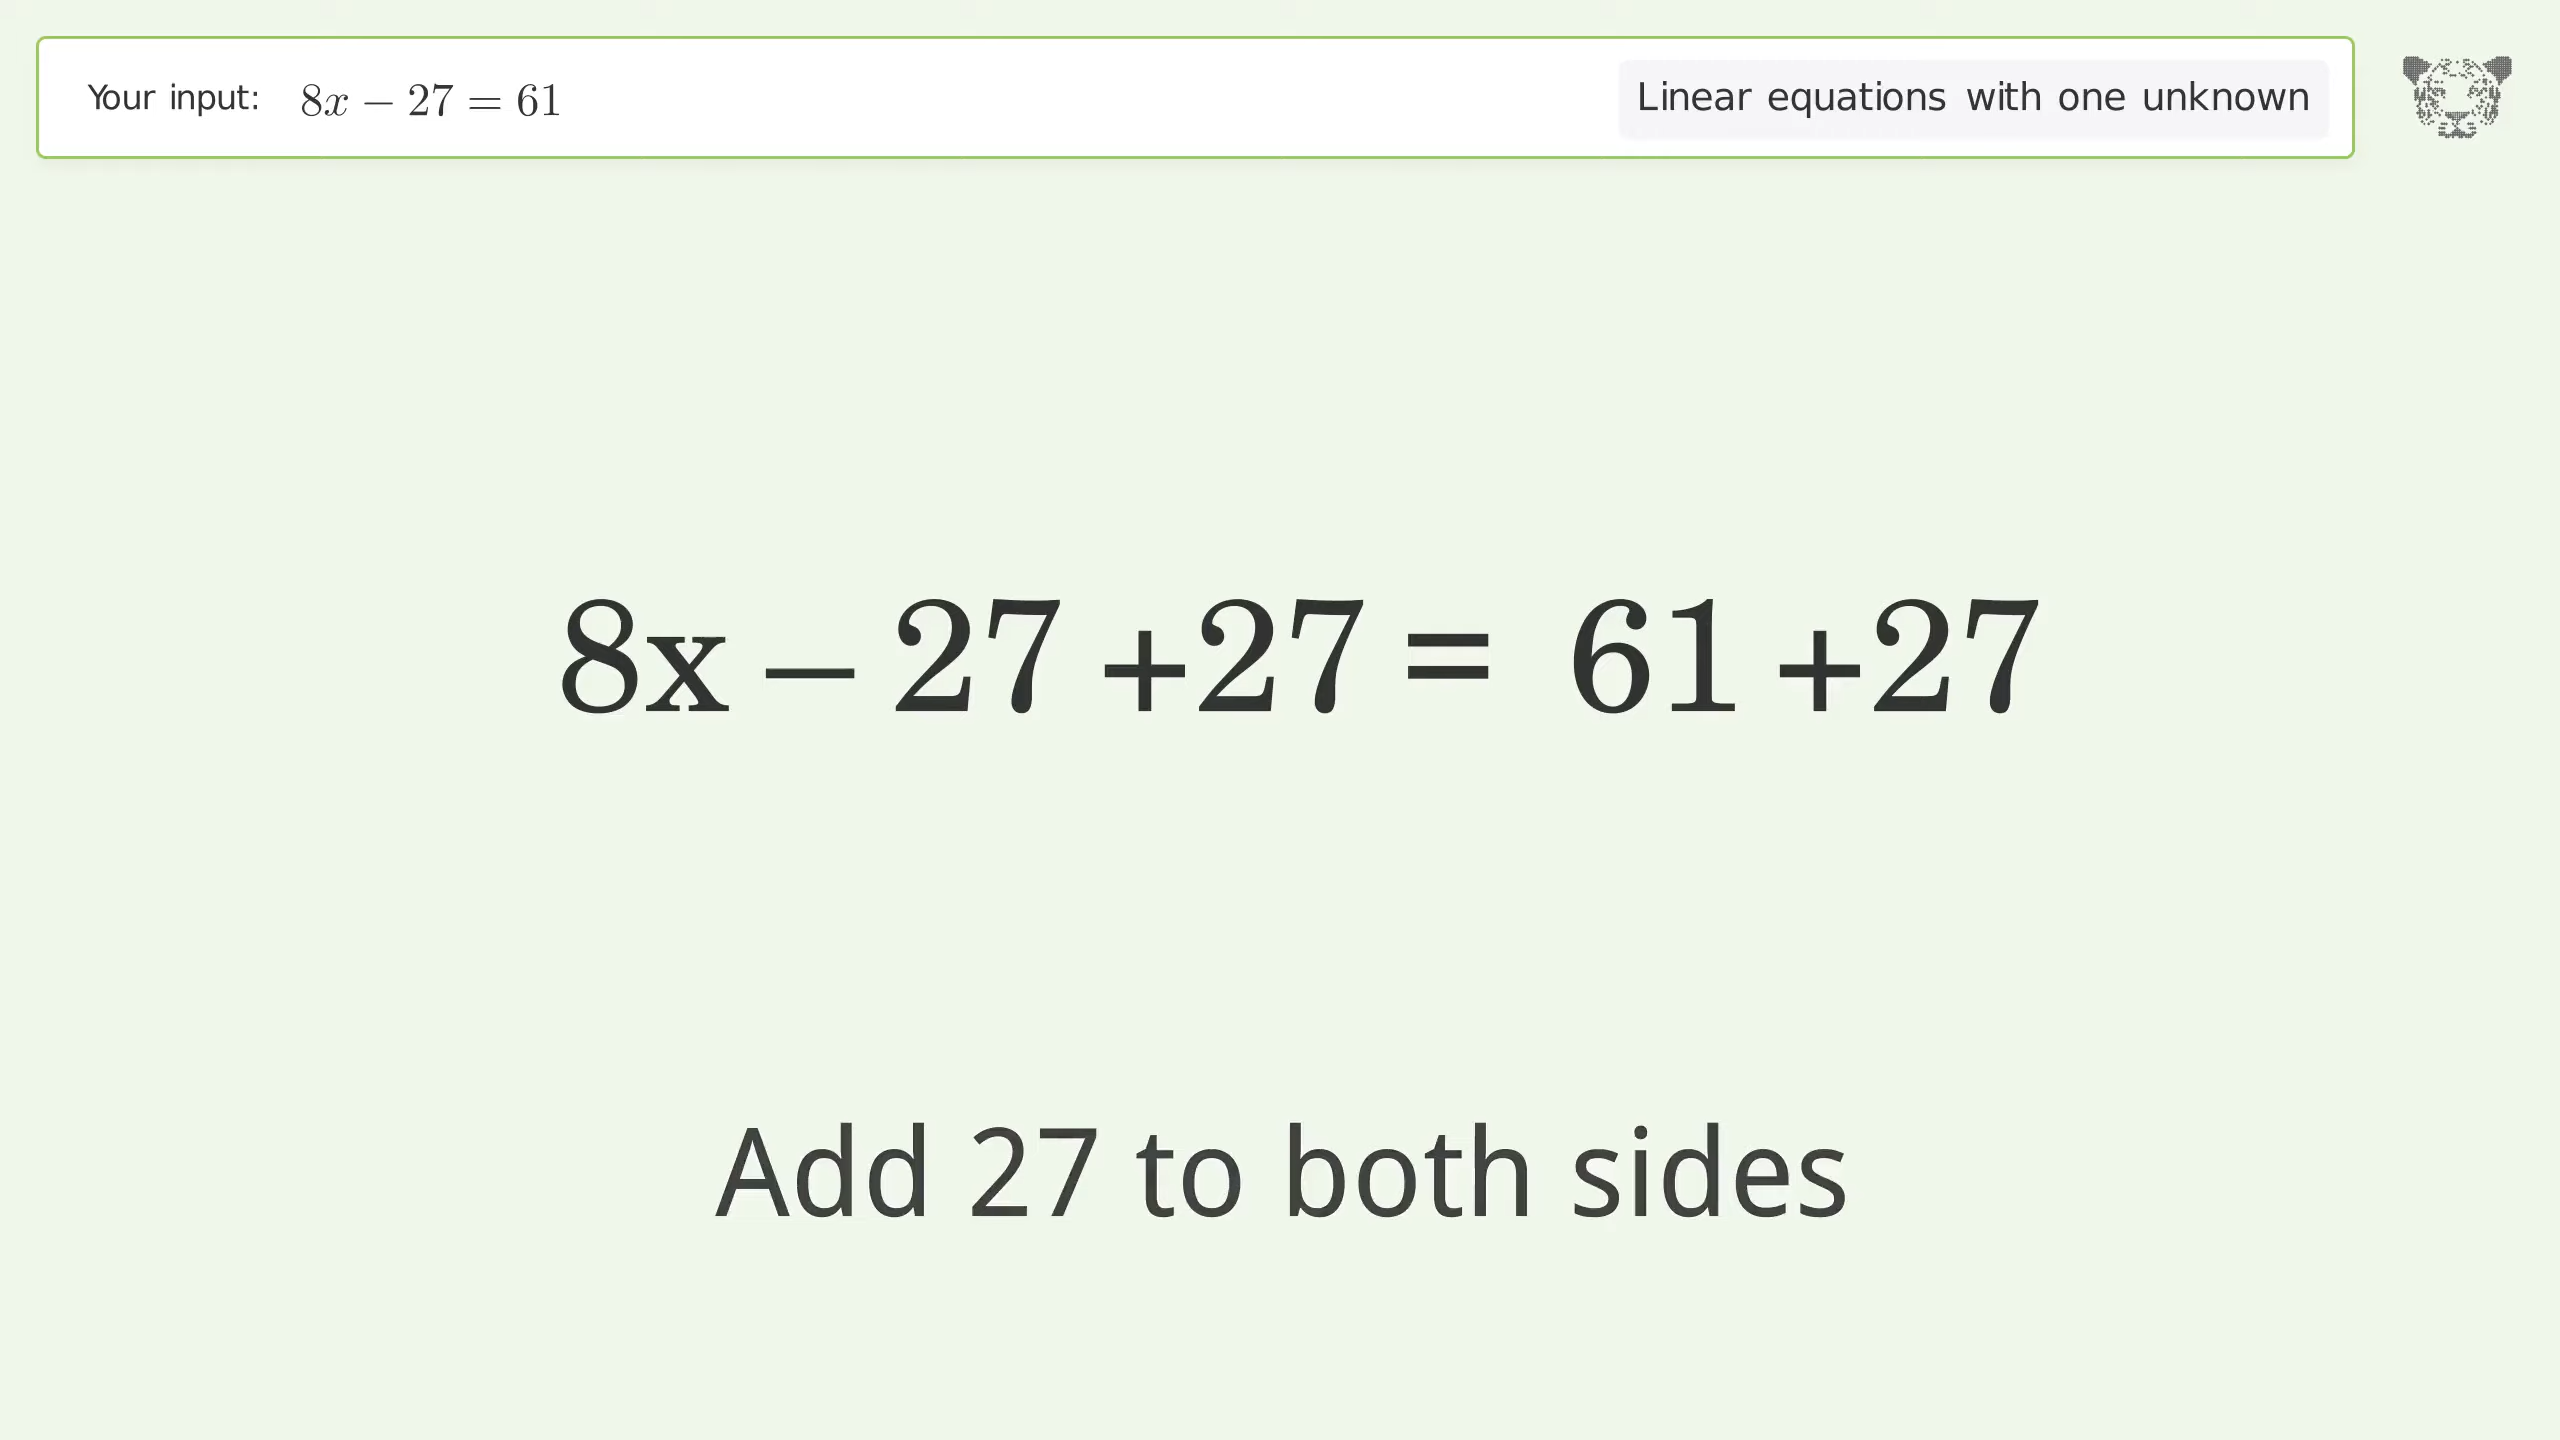 Your input: 8x − 27 = 61
Linear equations with one unknown
8x – 27 +27 = 61 +27
Add 27 to both sides